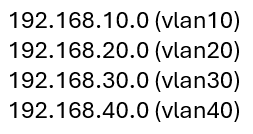 192.168.10.0 (vlan10)
192.168.20.0 (vlan20)
192.168.30.0 (vlan30)
192.168.40.0 (vlan40)